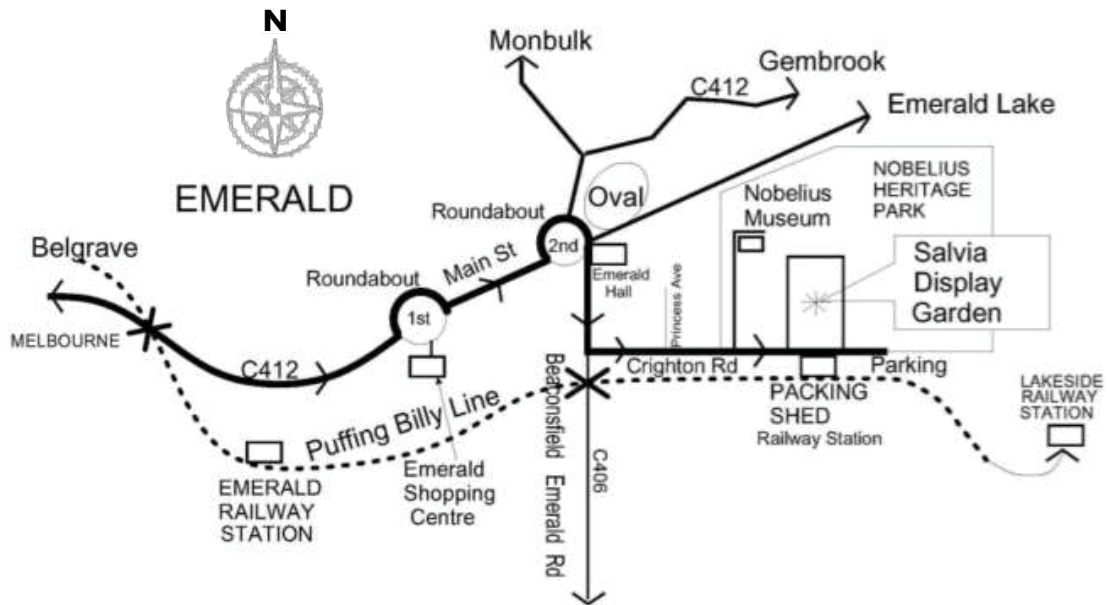 N
Monbulk
Gembrook
C412
Emerald Lake
EMERALD
Oval
NOBELIUS
HERITAGE
PARK
Nobelius
Museum
Roundabout
2nd
Belgrave
Main St
Emerald
Hall
Princess Ave
Salvia
Display
Garden
Roundabout
1st
MELBOURNE
C412
Crighton Rd
Parking
Puffing Billy Line
Beaconsfield Emerald Rd
C406
PACKING
SHED
Railway Station
LAKESIDE
RAILWAY
STATION
Emerald
Shopping
Centre
EMERALD
RAILWAY
STATION